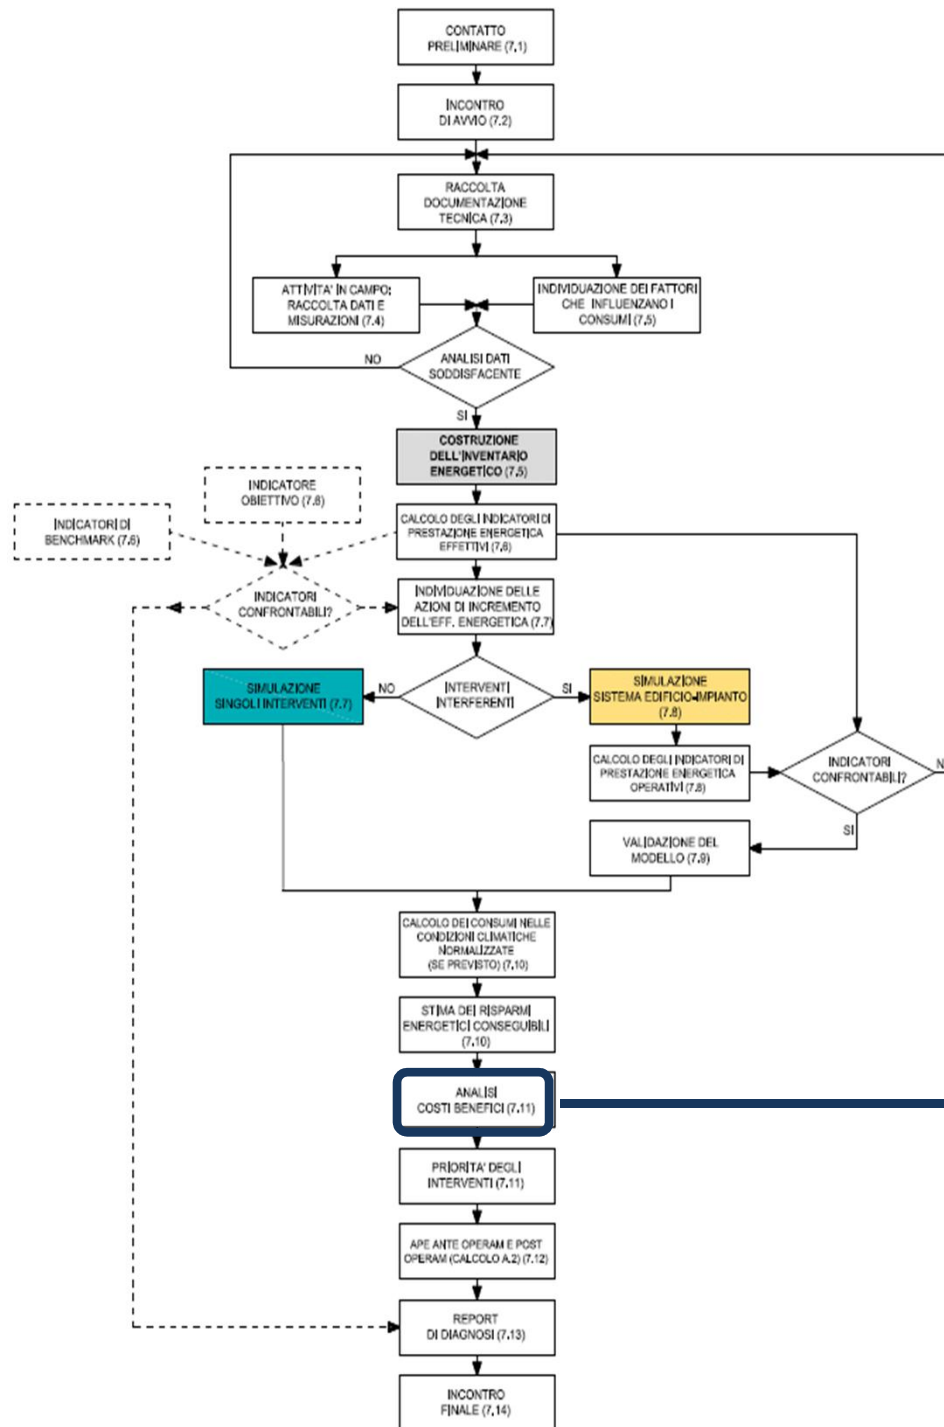 CONTATTO
PRELIMINARE (7.1)
INCONTRO
DI AVVIO (7.2)
RACCOLTA
DOCUMENTAZIONE
TECNICA (7.3)
ATTIVITA' IN CAMPO:
RACCOLTA DATI E
MISURAZIONI (7.4)
INDIVIDUAZIONE DEI FATTORI
CHE INFLUENZANO I
CONSUMI (7.5)
NO
ANALISI DATI
SODDISFACENTE
SI
COSTRUZIONE
DELL'INVENTARIO
ENERGETICO (7.5)
INDICATORE
OBIETTIVO (7.6)
INDICATORI DI
BENCHMARK (7.6)
CALCOLO DEGLI INDICATORI DI
PRESTAZIONE ENERGETICA
EFFETTIVI (7.6)
INDICATORI
CONFRONTABILI?
INDIVIDUAZIONE DELLE
AZIONI DI INCREMENTO
DELL'EFF. ENERGETICA (7.7)
SIMULAZIONE
SINGOLI INTERVENTI (7.7)
NO
INTERVENTI
INTERFERENTI
SI
SIMULAZIONE
SISTEMA EDIFICIO-IMPIANTO
(7.8)
CALCOLO DEGLI INDICATORI DI
PRESTAZIONE ENERGETICA
OPERATIVI (7.8)
INDICATORI
CONFRONTABILI?
N
SI
VALIDAZIONE DEL
MODELLO (7.9)
CALCOLO DEI CONSUMI NELLE
CONDIZIONI CLIMATICHE
NORMALIZZATE
(SE PREVISTO) (7.10)
STIMA DEI RISPARMI
ENERGETICI CONSEGUIBILI
(7.10)
ANALISI
COSTI BENEFICI (7.11)
PRIORITA' DEGLI
INTERVENTI (7.11)
APE ANTE OPERAM E POST
OPERAM (CALCOLO A.2) (7.12)
REPORT
DI DIAGNOSI (7.13)
INCONTRO
FINALE (7.14)